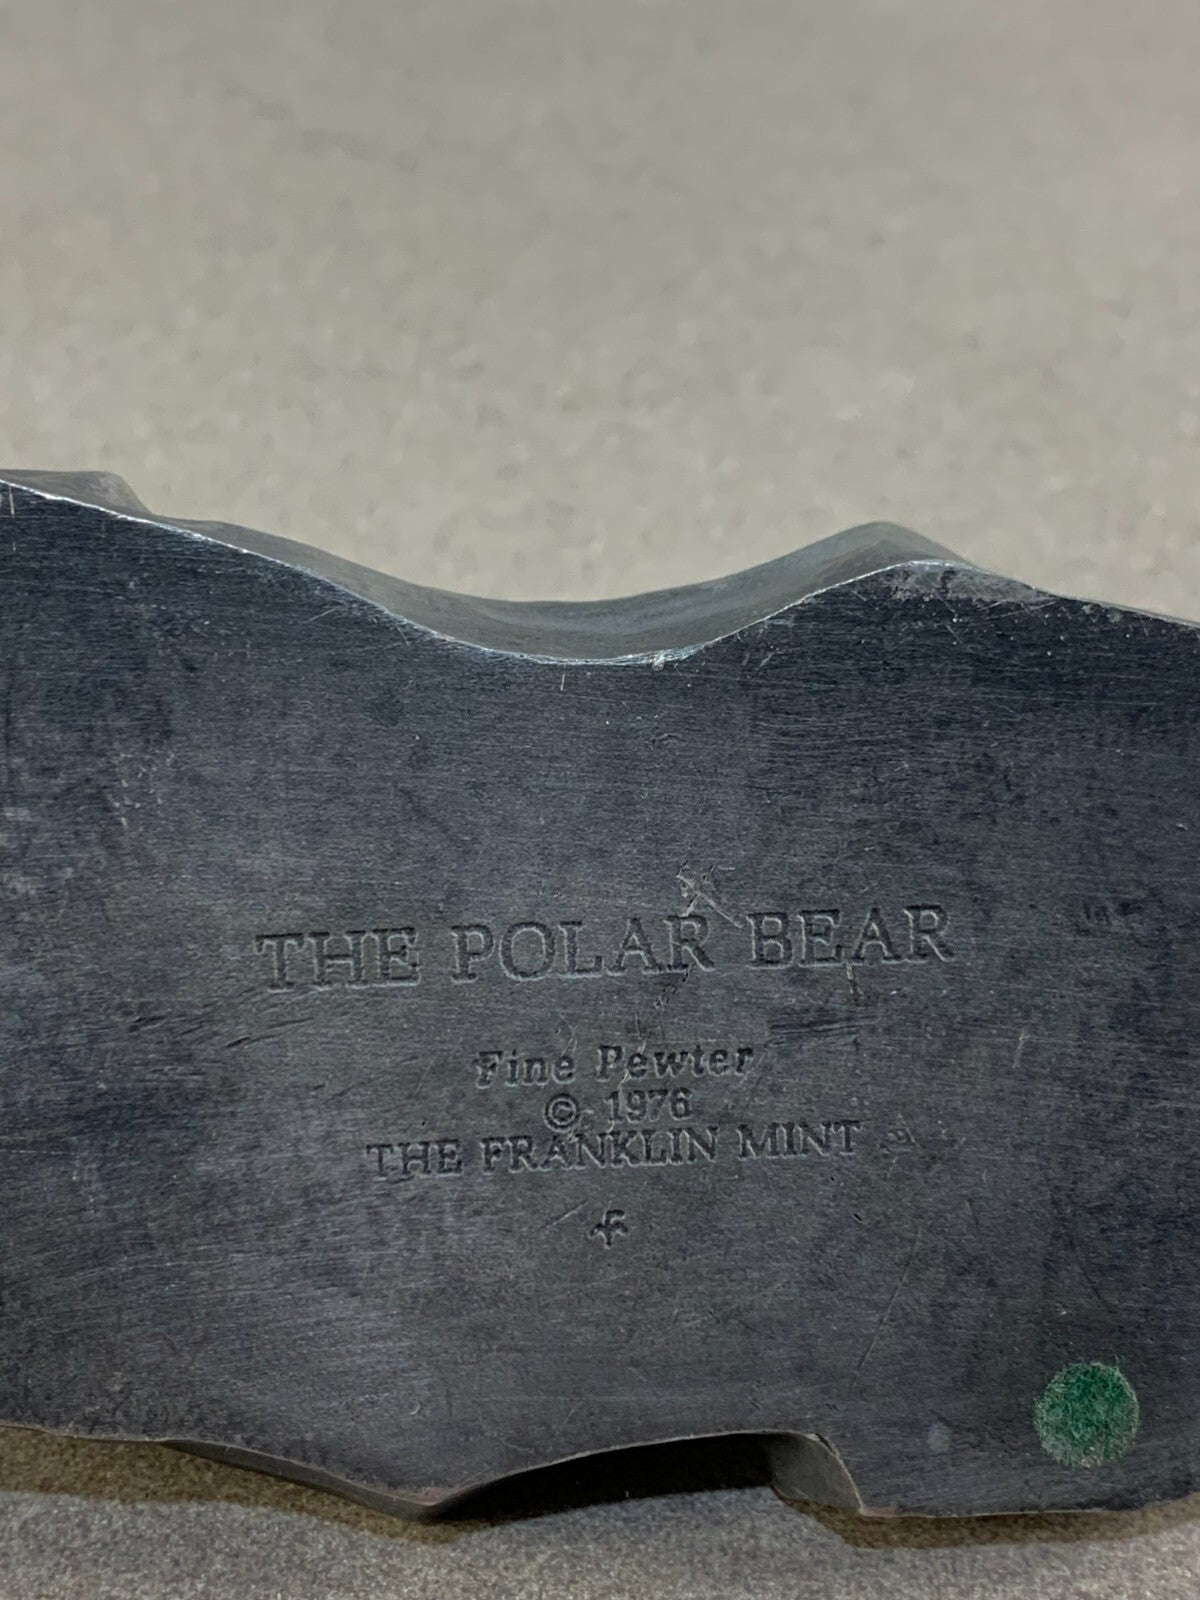 THE POLAR BEAR
Fine Pewter
© 1976
THE FRANKLIN MINT